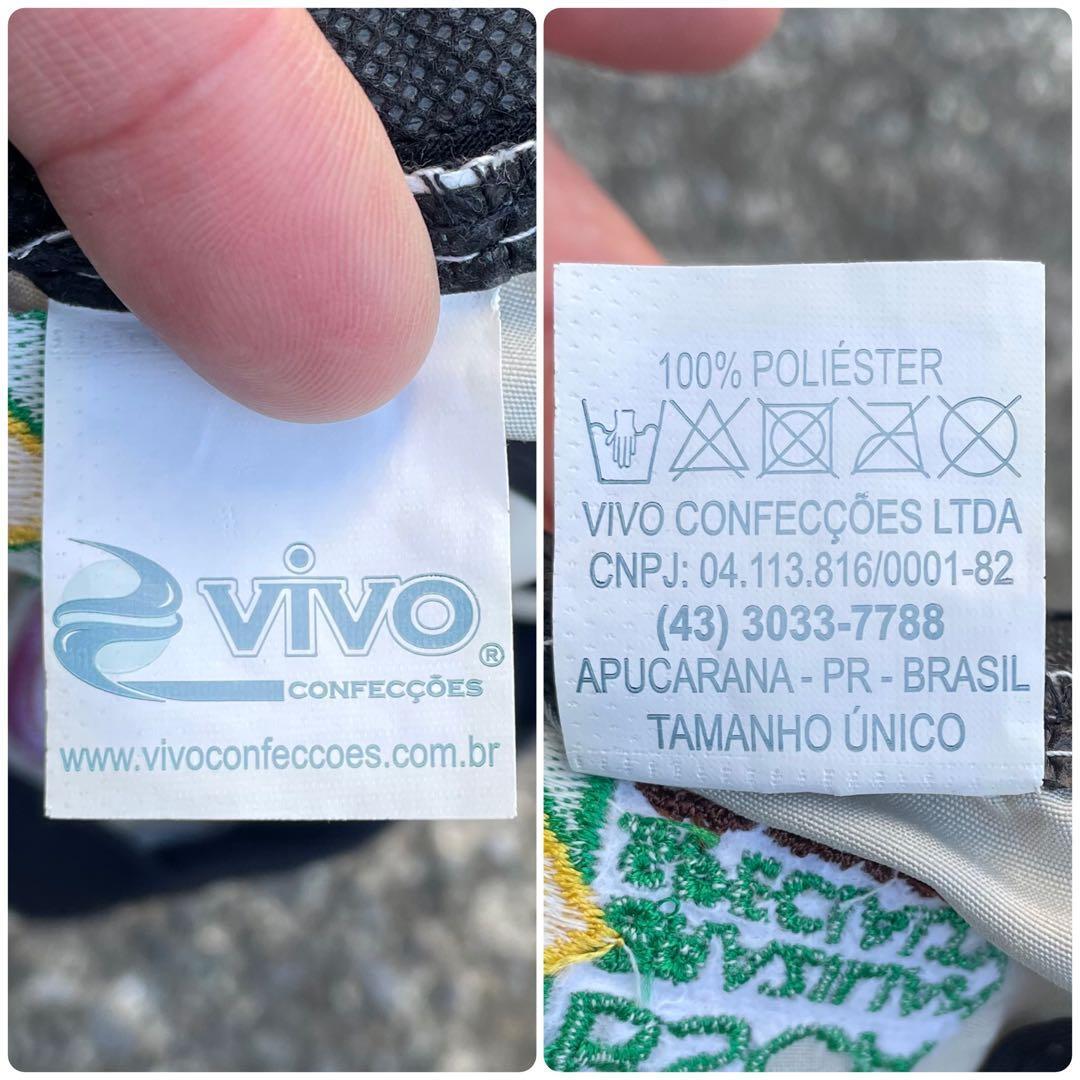 VIVO®
CONFECÇÕES
www.vivoconfeccoes.com.br
100% POLIÉSTER
VIVO CONFECÇÕES LTDA
CNPJ: 04.113.816/0001-82
(43) 3033-7788
APUCARANA - PR - BRASIL
TAMANHO ÚNICO